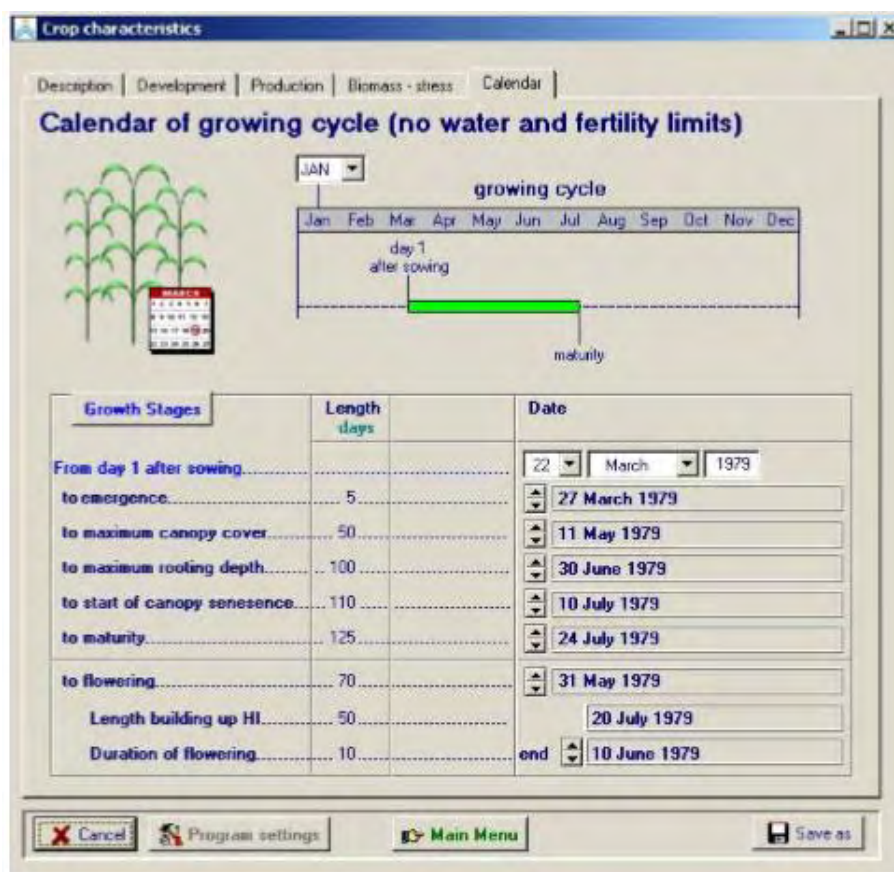 Crop characteristics
Description | Development | Production | Biomass - stress | Calendar
Calendar of growing cycle (no water and fertility limits)
JAN
growing cycle
Jan Feb Mar Apr May Jun Jul Aug Sep Oct Nov Dec
day 1
after sowing
MARCH
maturity
Growth Stages Length Date
days
From day 1 after sowing 22 March 1979
to emergence 5 27 March 1979
to maximum canopy cover 50 11 May 1979
to maximum rooting depth 100 30 June 1979
to start of canopy senesence 110 10 July 1979
to maturity 125 24 July 1979
to flowering 70 31 May 1979
Length building up HI 50 20 July 1979
Duration of flowering 10 end 10 June 1979
Cancel Program settings Main Menu Save as